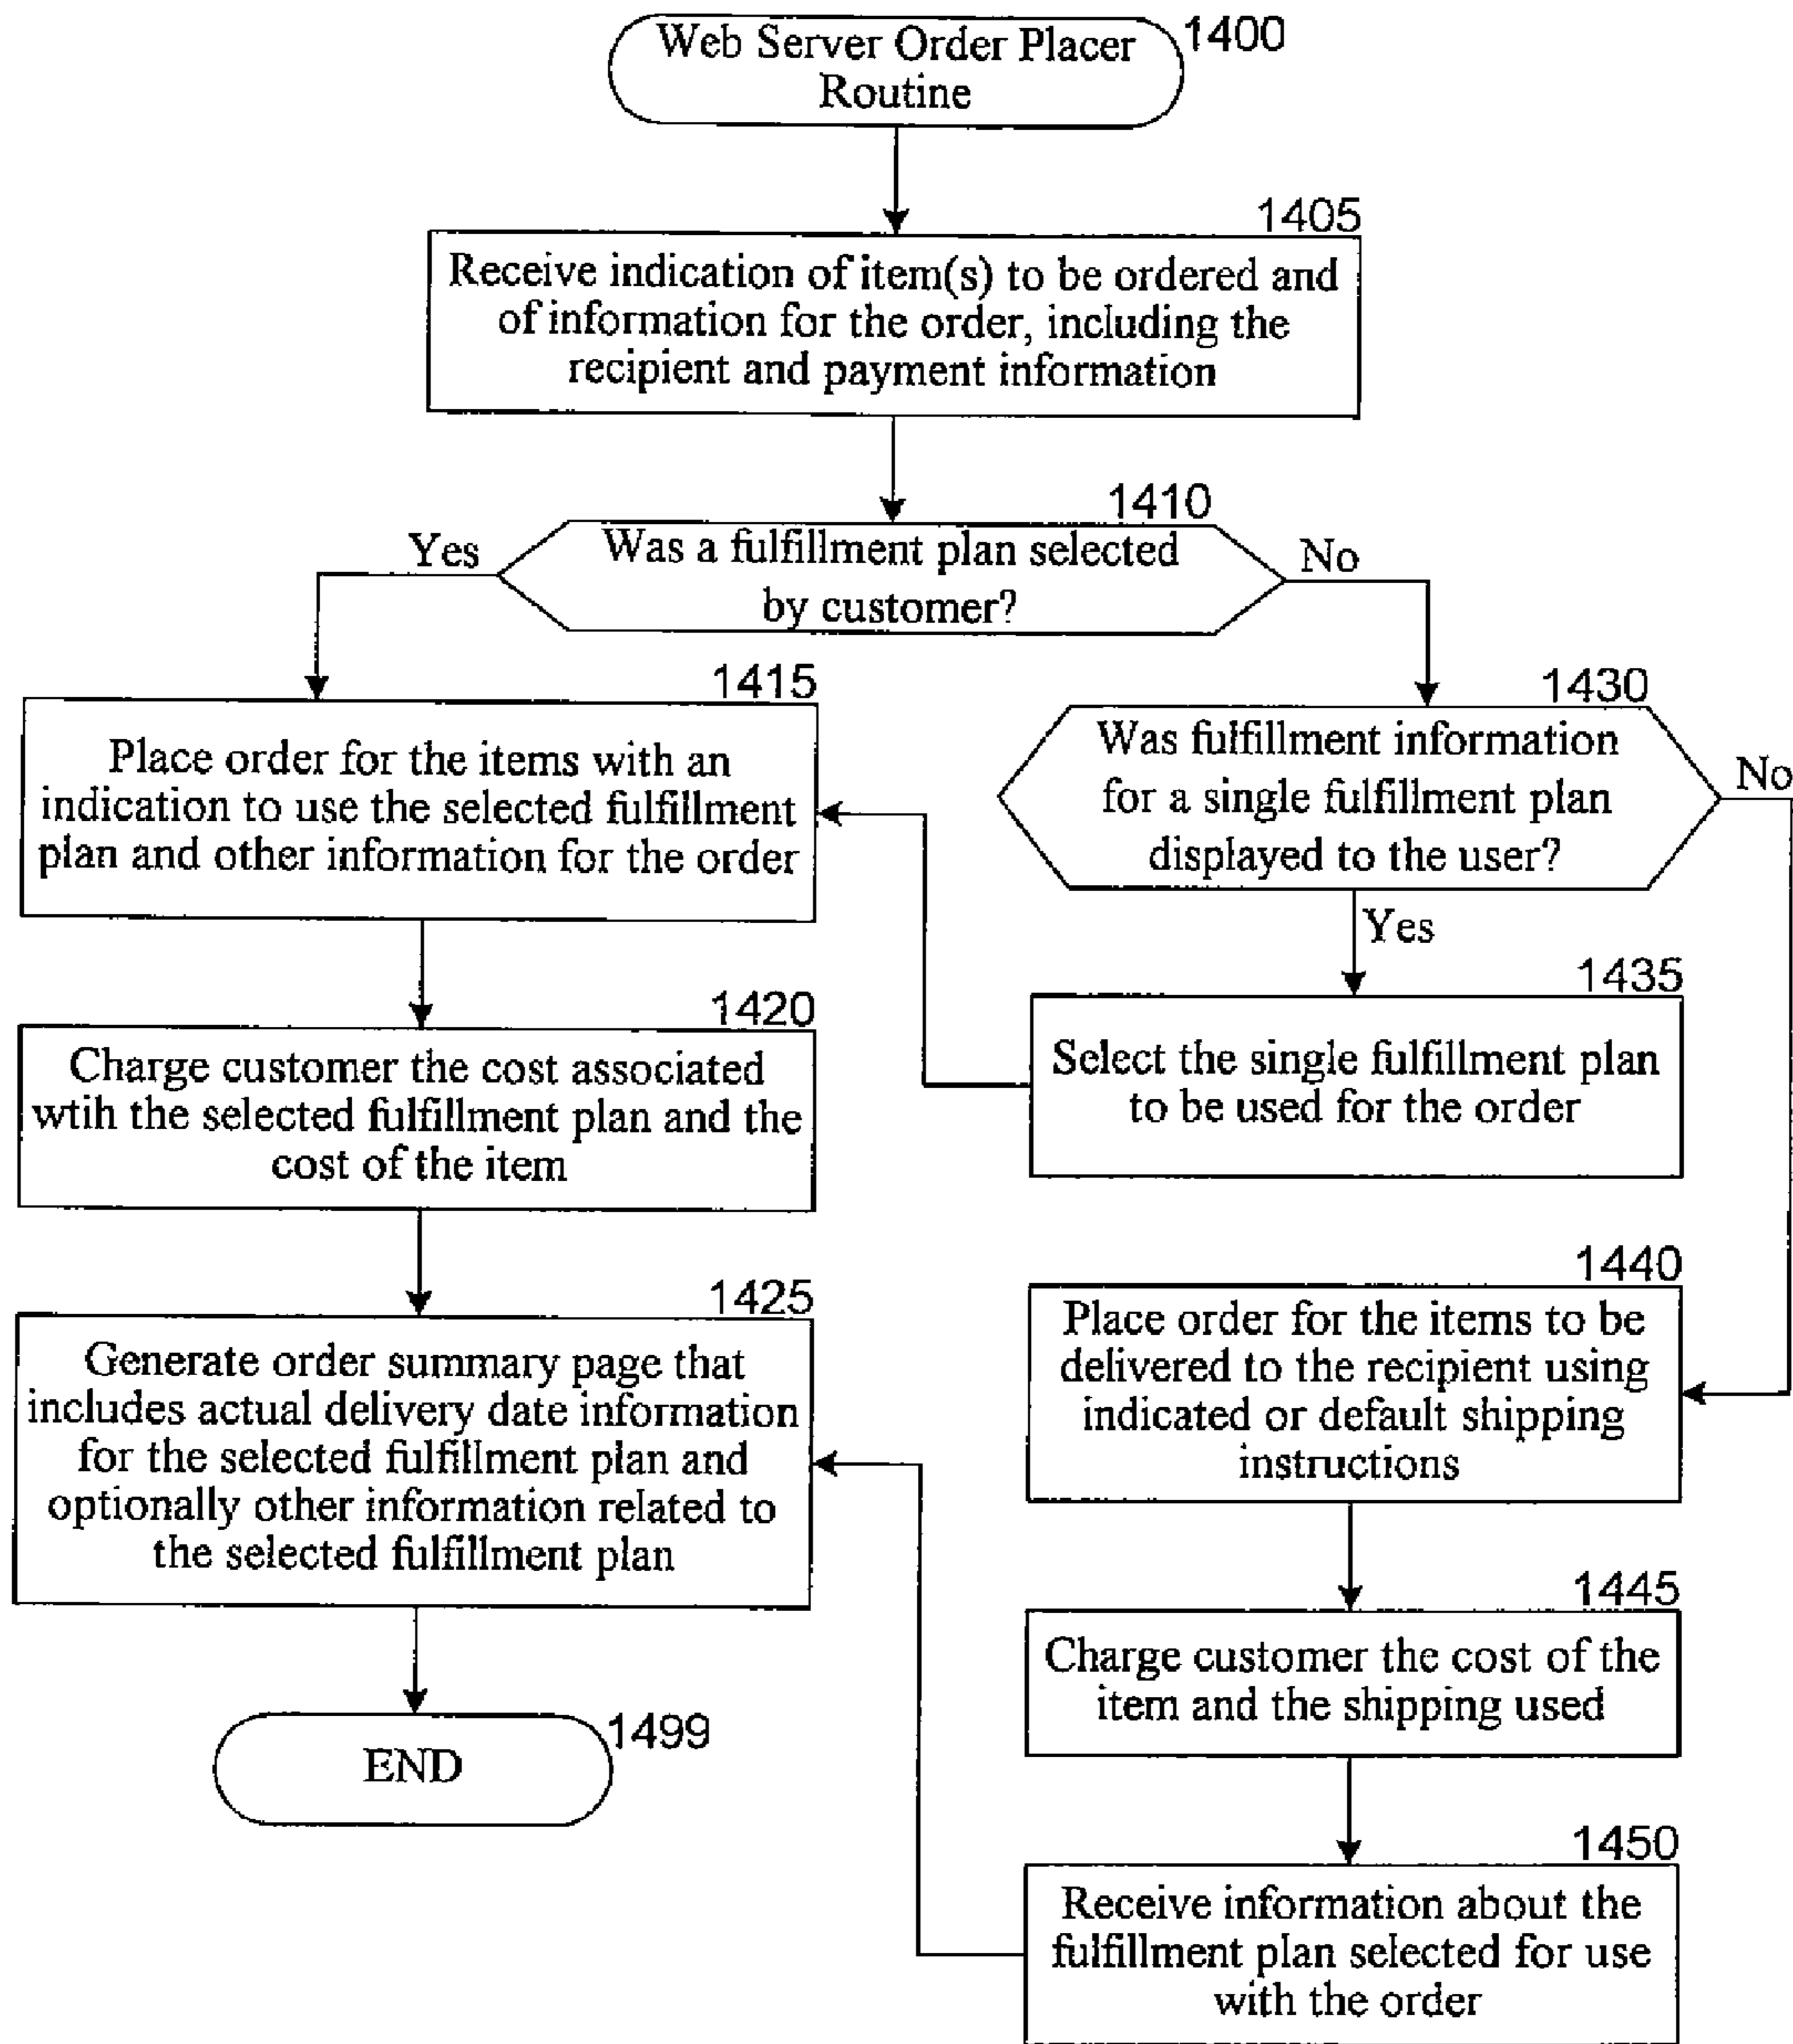 Web Server Order Placer
Routine
1400
1405
Receive indication of item(s) to be ordered and
of information for the order, including the
recipient and payment information
1410
Was a fulfillment plan selected
by customer?
Yes
No
1415
Place order for the items with an
indication to use the selected fulfillment
plan and other information for the order
1430
Was fulfillment information
for a single fulfillment plan
displayed to the user?
No
Yes
1435
Select the single fulfillment plan
to be used for the order
1420
Charge customer the cost associated
wtih the selected fulfillment plan and the
cost of the item
1425
Generate order summary page that
includes actual delivery date information
for the selected fulfillment plan and
optionally other information related to
the selected fulfillment plan
1440
Place order for the items to be
delivered to the recipient using
indicated or default shipping
instructions
1445
Charge customer the cost of the
item and the shipping used
1450
Receive information about the
fulfillment plan selected for use
with the order
END
1499